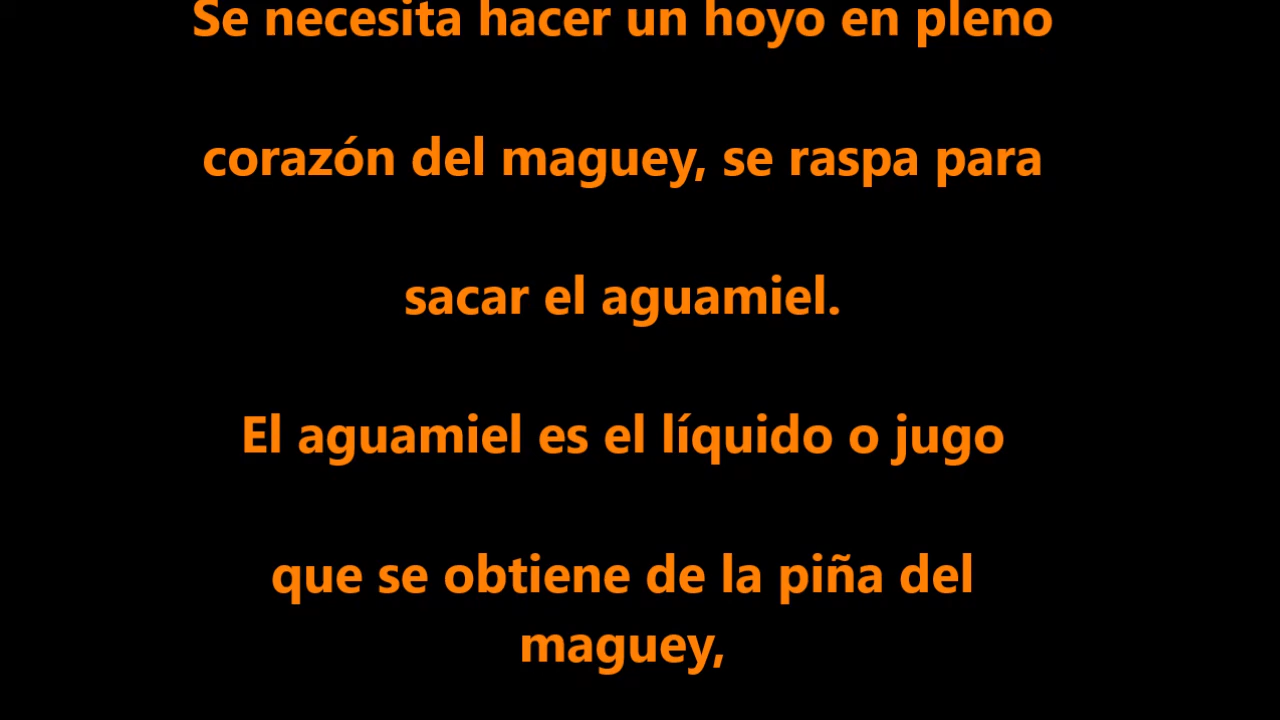 Se necesita hacer un hoyo en pleno
corazón del maguey, se raspa para
sacar el aguamiel.
El aguamiel es el líquido o jugo
que se obtiene de la piña del
maguey,